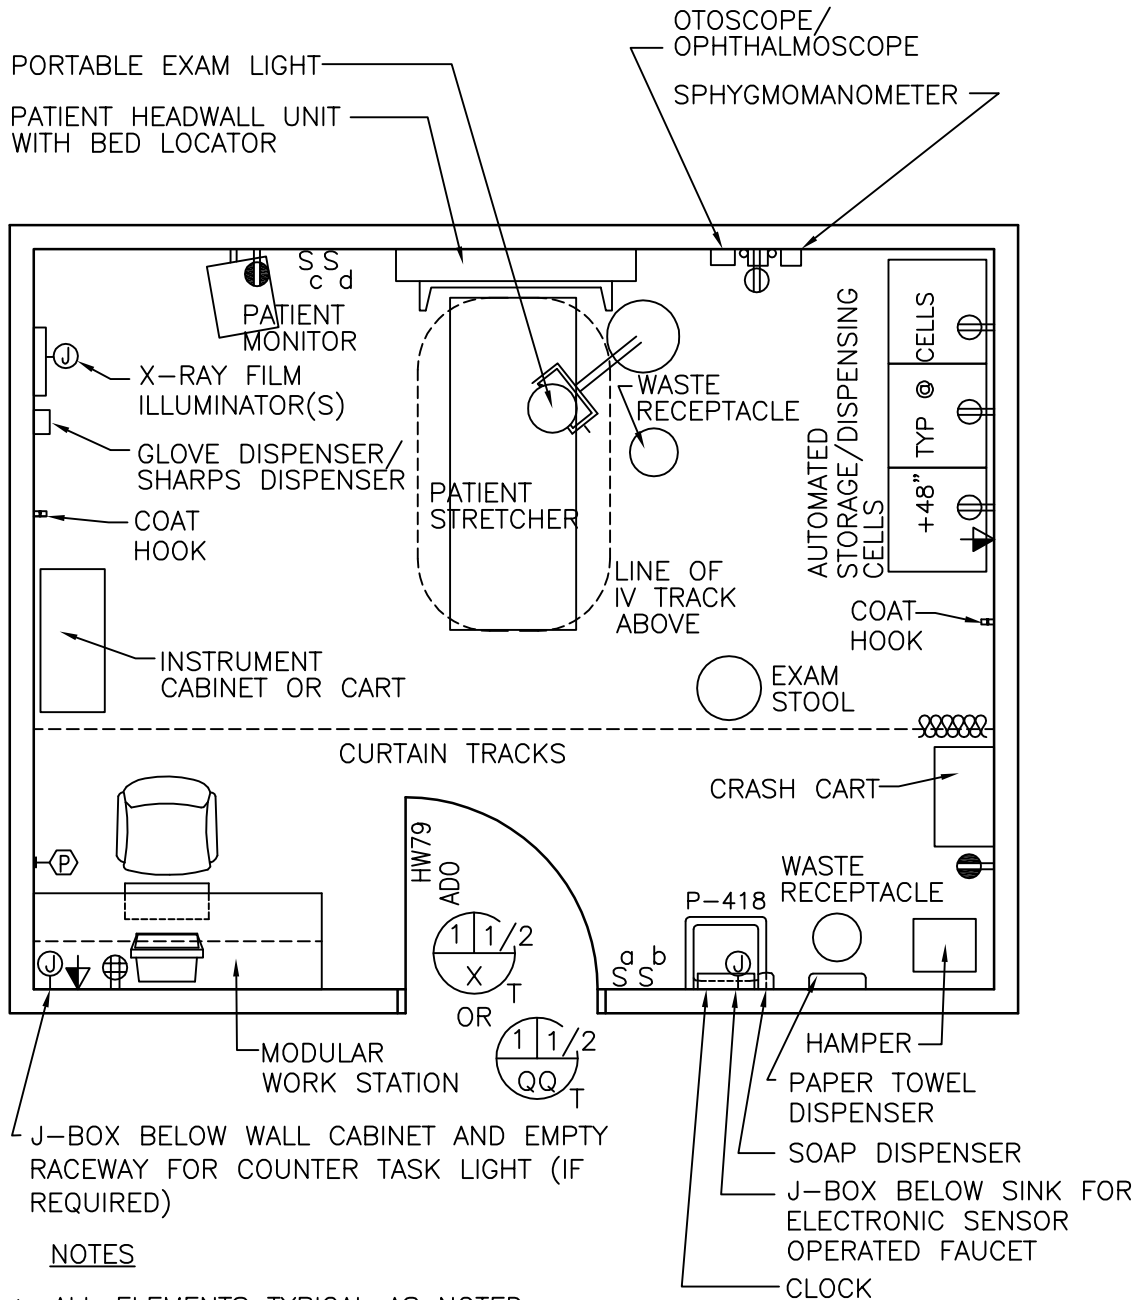 OTOSCOPE/
OPHTHALMOSCOPE
PORTABLE EXAM LIGHT
SPHYGMOMANOMETER
PATIENT HEADWALL UNIT
WITH BED LOCATOR
S S
c d
PATIENT
MONITOR
J
X-RAY FILM
ILLUMINATOR(S)
GLOVE DISPENSER/
SHARPS DISPENSER
COAT
HOOK
WASTE
RECEPTACLE
PATIENT
STRETCHER
AUTOMATED
STORAGE/DISPENSING
CELLS
+48" TYP @ CELLS
LINE OF
IV TRACK
ABOVE
COAT
HOOK
INSTRUMENT
CABINET OR CART
EXAM
STOOL
CURTAIN TRACKS
CRASH CART
HW79
ADO
P
WASTE
RECEPTACLE
P-418
1 1/2
X
T
OR
1 1/2
QQ
T
a b
S S
J
J
MODULAR
WORK STATION
HAMPER
PAPER TOWEL
DISPENSER
J-BOX BELOW WALL CABINET AND EMPTY
RACEWAY FOR COUNTER TASK LIGHT (IF
REQUIRED)
SOAP DISPENSER
J-BOX BELOW SINK FOR
ELECTRONIC SENSOR
OPERATED FAUCET
CLOCK
NOTES
ALL ELEMENTS TYPICAL AS NOTED